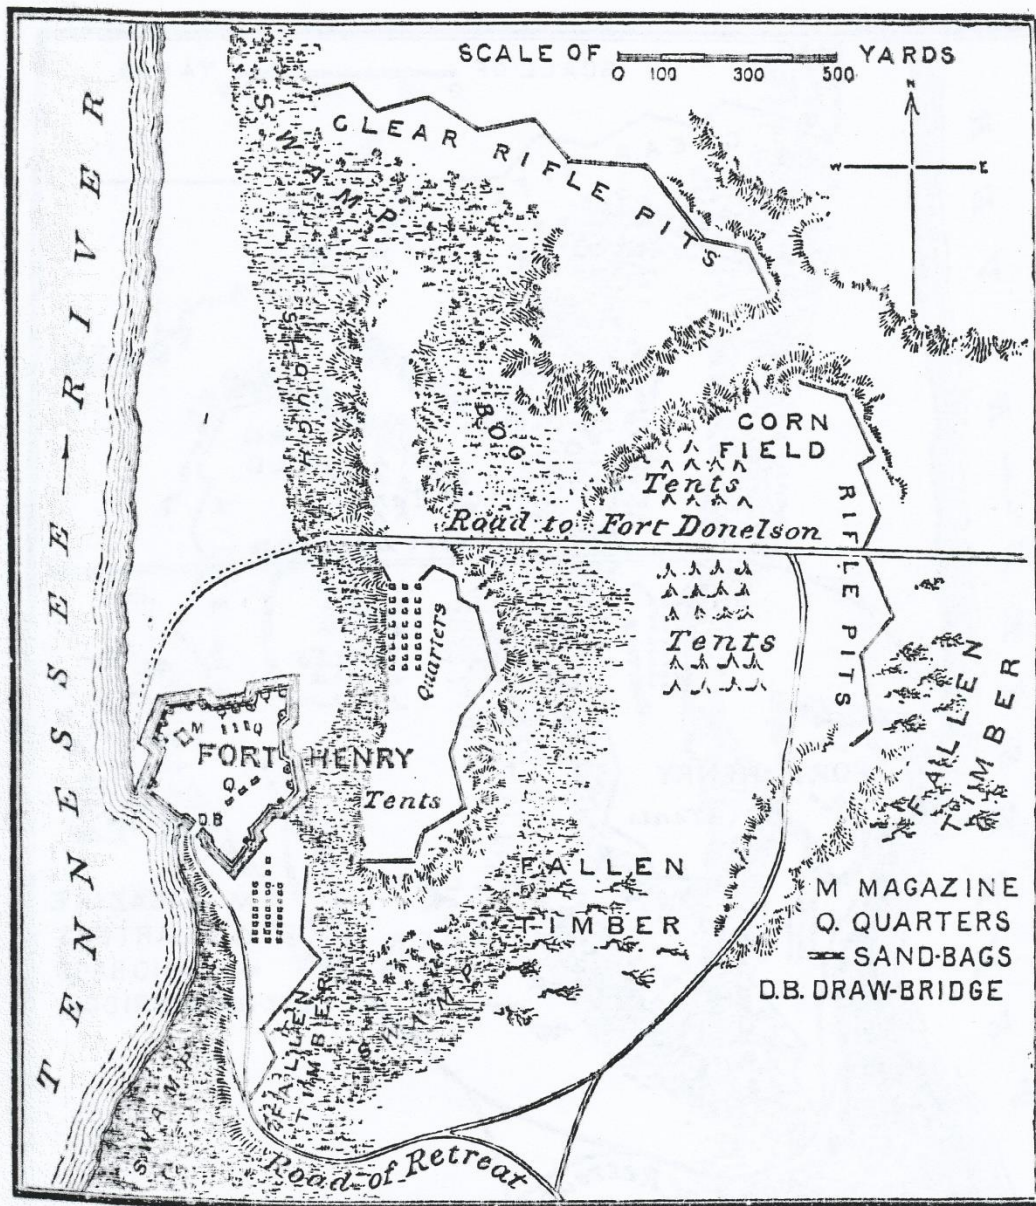 SCALE OF YARDS
0 100 300 500
N
W E
S
TENNESSEE RIVER
SWAMP
CLEAR RIFLE PITS
SLOUGH
BOG
CORN
FIELD
Tents
Road to Fort Donelson
RIFLE PITS
Quarters
Tents
FALLEN
TIMBER
M Q
FORT HENRY
Q
DB
Tents
FALLEN
TIMBER
M MAGAZINE
Q. QUARTERS
SAND-BAGS
D.B. DRAW-BRIDGE
SWAMP
FALLEN
TIMBER
SWAMP
Road of Retreat